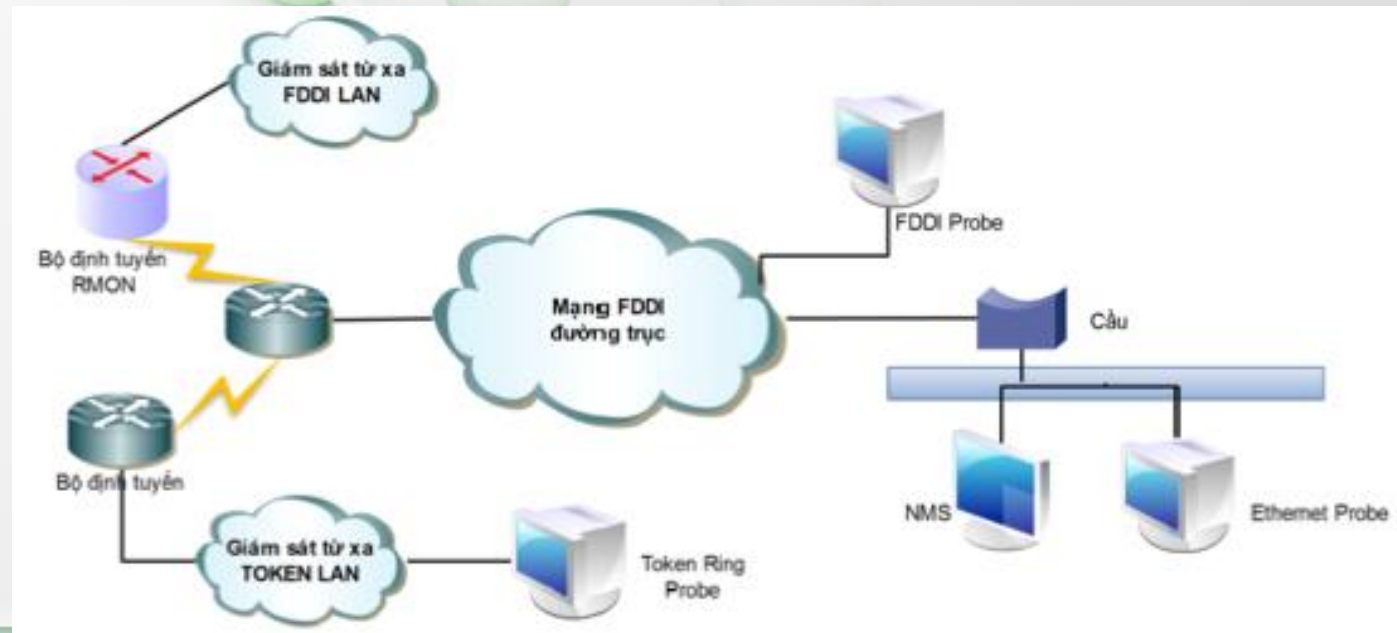 Giám sát từ xa
FDDI LAN
FDDI Probe
Bộ định tuyến
RMON
Mạng FDDI
đường trục
Cầu
Bộ định tuyến
NMS
Ethernet Probe
Giám sát từ xa
TOKEN LAN
Token Ring
Probe